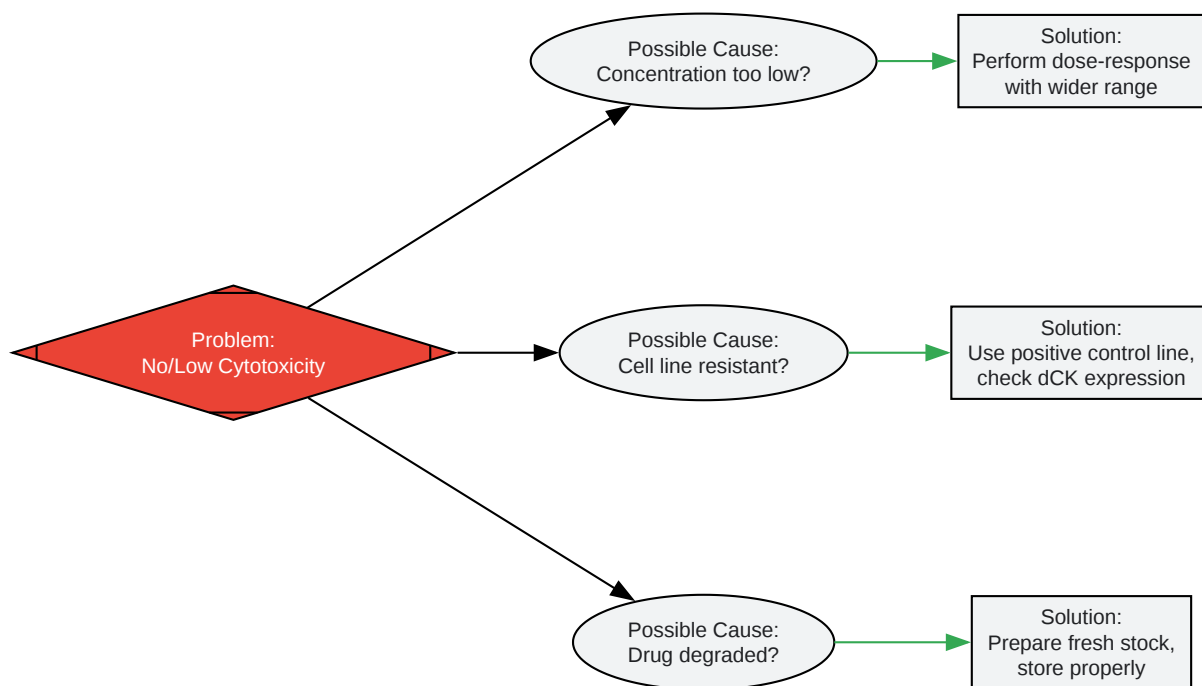 Possible Cause:
Concentration too low?
Solution:
Perform dose-response
with wider range
Problem:
No/Low Cytotoxicity
Possible Cause:
Cell line resistant?
Solution:
Use positive control line,
check dCK expression
Possible Cause:
Drug degraded?
Solution:
Prepare fresh stock,
store properly